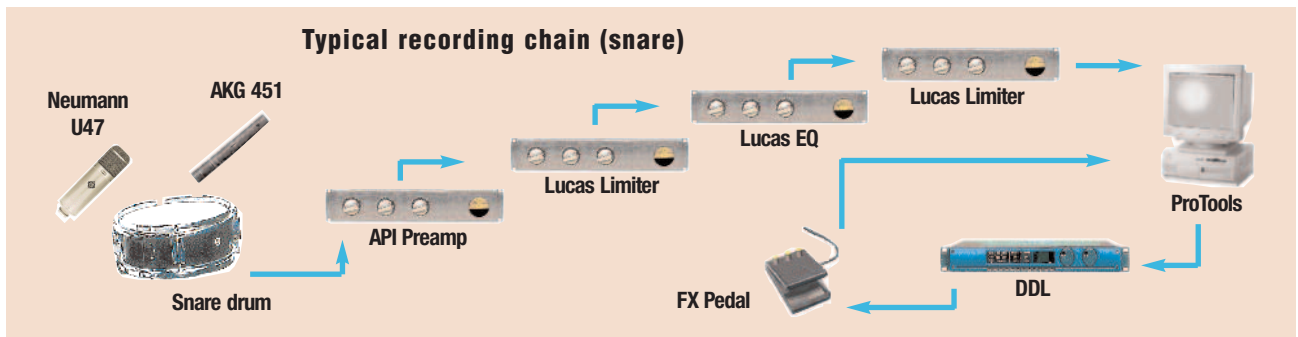 Typical recording chain (snare)
Neumann
U47
AKG 451
Snare drum
API Preamp
Lucas Limiter
Lucas EQ
Lucas Limiter
ProTools
DDL
FX Pedal